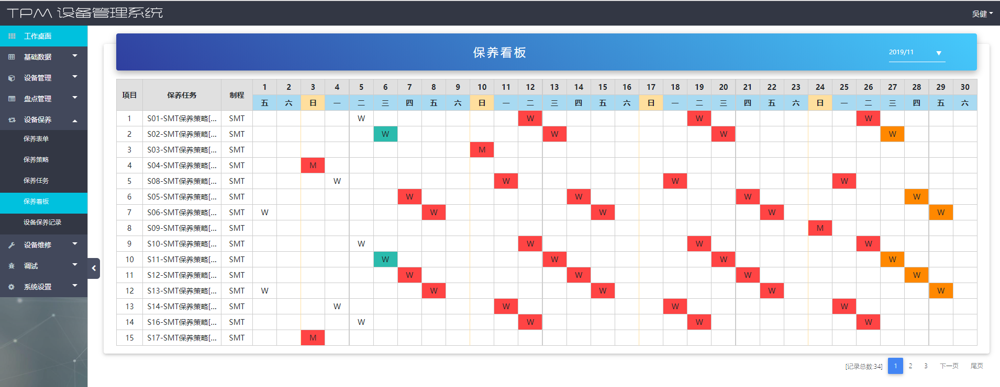 TPM 设备管理系统
吳健
工作桌面
基础数据
设备管理
盘点管理
设备保养
保养表单
保养策略
保养任务
保养看板
设备保养记录
设备维修
调试
系统设置
保养看板
2019/11
项目 保养任务 制程 1 2 3 4 5 6 7 8 9 10 11 12 13 14 15 16 17 18 19 20 21 22 23 24 25 26 27 28 29 30
五 六 日 一 二 三 四 五 六 日 一 二 三 四 五 六 日 一 二 三 四 五 六 日 一 二 三 四 五 六
1 S01-SMT保养策略[... SMT W W W W
2 S02-SMT保养策略[... SMT W W W W
3 S03-SMT保养策略[... SMT M
4 S04-SMT保养策略[... SMT M
5 S08-SMT保养策略[... SMT W W W W
6 S05-SMT保养策略[... SMT W W W W
7 S06-SMT保养策略[... SMT W W W W W
8 S09-SMT保养策略[... SMT M
9 S10-SMT保养策略[... SMT W W W W
10 S11-SMT保养策略[... SMT W W W W
11 S12-SMT保养策略[... SMT W W W W
12 S13-SMT保养策略[... SMT W W W W W
13 S14-SMT保养策略[... SMT W W W W
14 S16-SMT保养策略[... SMT W W W W
15 S17-SMT保养策略[... SMT M
[记录总数:34] 1 2 3 下一页 尾页